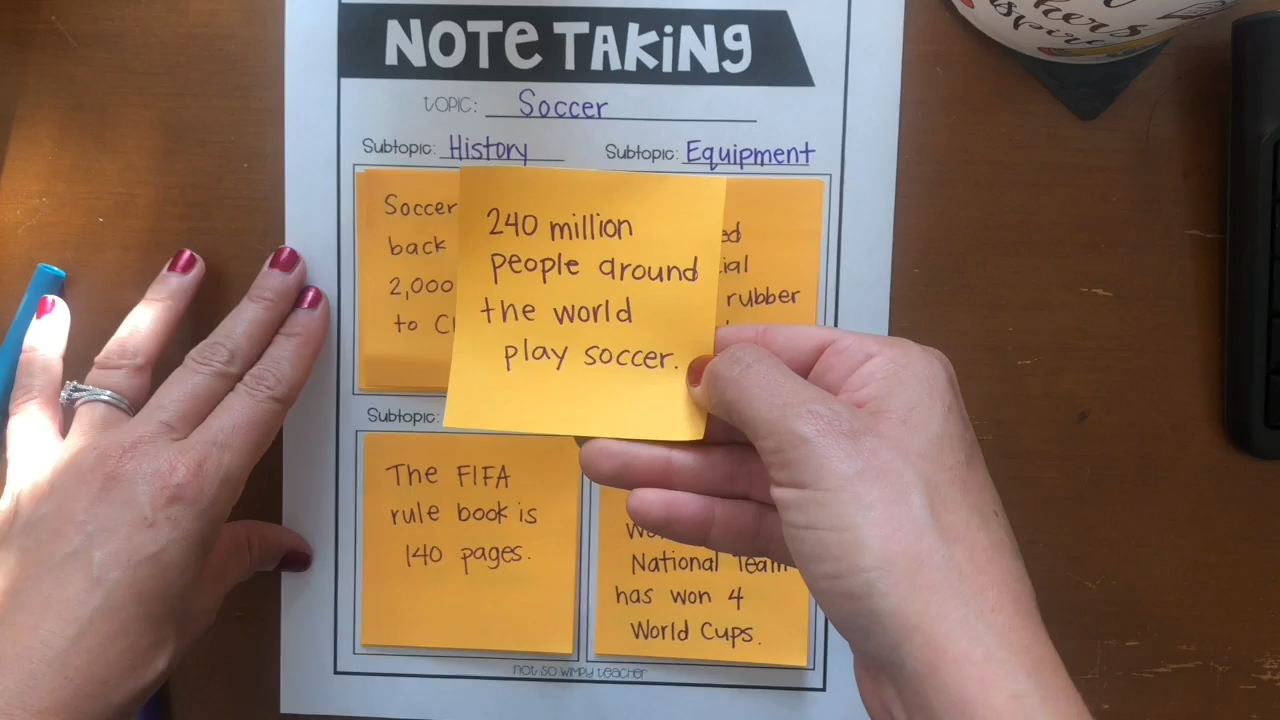 NOTE TAKING
TOPIC: Soccer
Subtopic: History
Subtopic: Equipment
Soccer
back
2,000
to
240 million
people around
the world
play soccer.
rubber
Subtopic:
The FIFA
rule book is
140 pages.
National Team
has won 4
World Cups.
not so wimpy teacher